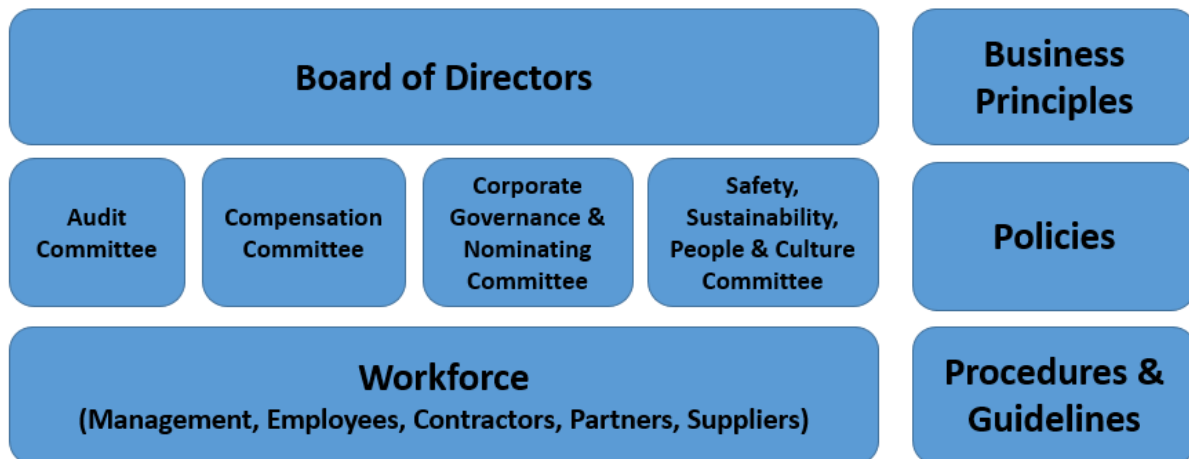 Board of Directors
Business
Principles
Audit
Committee
Compensation
Committee
Corporate
Governance &
Nominating
Committee
Safety,
Sustainability,
People & Culture
Committee
Policies
Workforce
(Management, Employees, Contractors, Partners, Suppliers)
Procedures &
Guidelines